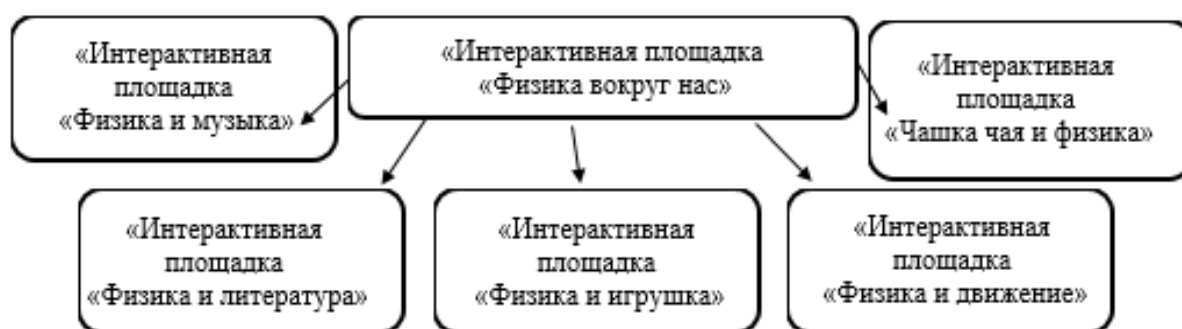 «Интерактивная
площадка
«Физика и музыка»
«Интерактивная площадка
«Физика вокруг нас»
«Интерактивная
площадка
«Чашка чая и физика»
«Интерактивная
площадка
«Физика и литература»
«Интерактивная
площадка
«Физика и игрушка»
«Интерактивная
площадка
«Физика и движение»